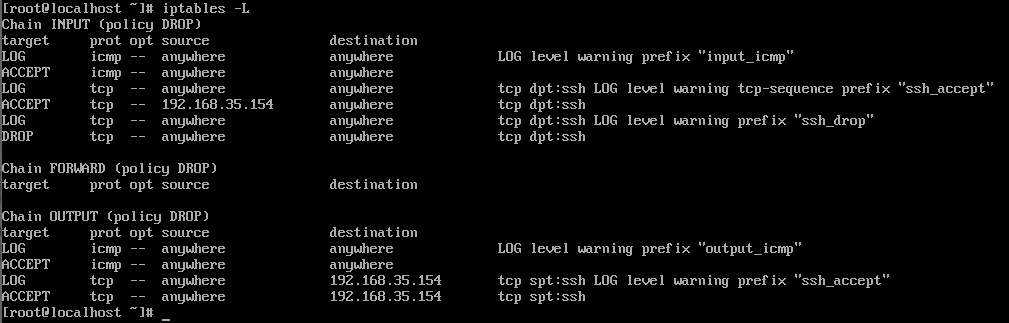 [root@localhost ~]# iptables -L
Chain INPUT (policy DROP)
target     prot opt source               destination
LOG        icmp --  anywhere             anywhere            LOG level warning prefix "input_icmp"
ACCEPT     icmp --  anywhere             anywhere
LOG        tcp  --  anywhere             anywhere            tcp dpt:ssh LOG level warning tcp-sequence prefix "ssh_accept"
ACCEPT     tcp  --  192.168.35.154       anywhere            tcp dpt:ssh
LOG        tcp  --  anywhere             anywhere            tcp dpt:ssh LOG level warning prefix "ssh_drop"
DROP       tcp  --  anywhere             anywhere            tcp dpt:ssh

Chain FORWARD (policy DROP)
target     prot opt source               destination

Chain OUTPUT (policy DROP)
target     prot opt source               destination
LOG        icmp --  anywhere             anywhere            LOG level warning prefix "output_icmp"
ACCEPT     icmp --  anywhere             anywhere
LOG        tcp  --  anywhere             192.168.35.154      tcp spt:ssh LOG level warning prefix "ssh_accept"
ACCEPT     tcp  --  anywhere             192.168.35.154      tcp spt:ssh
[root@localhost ~]# _